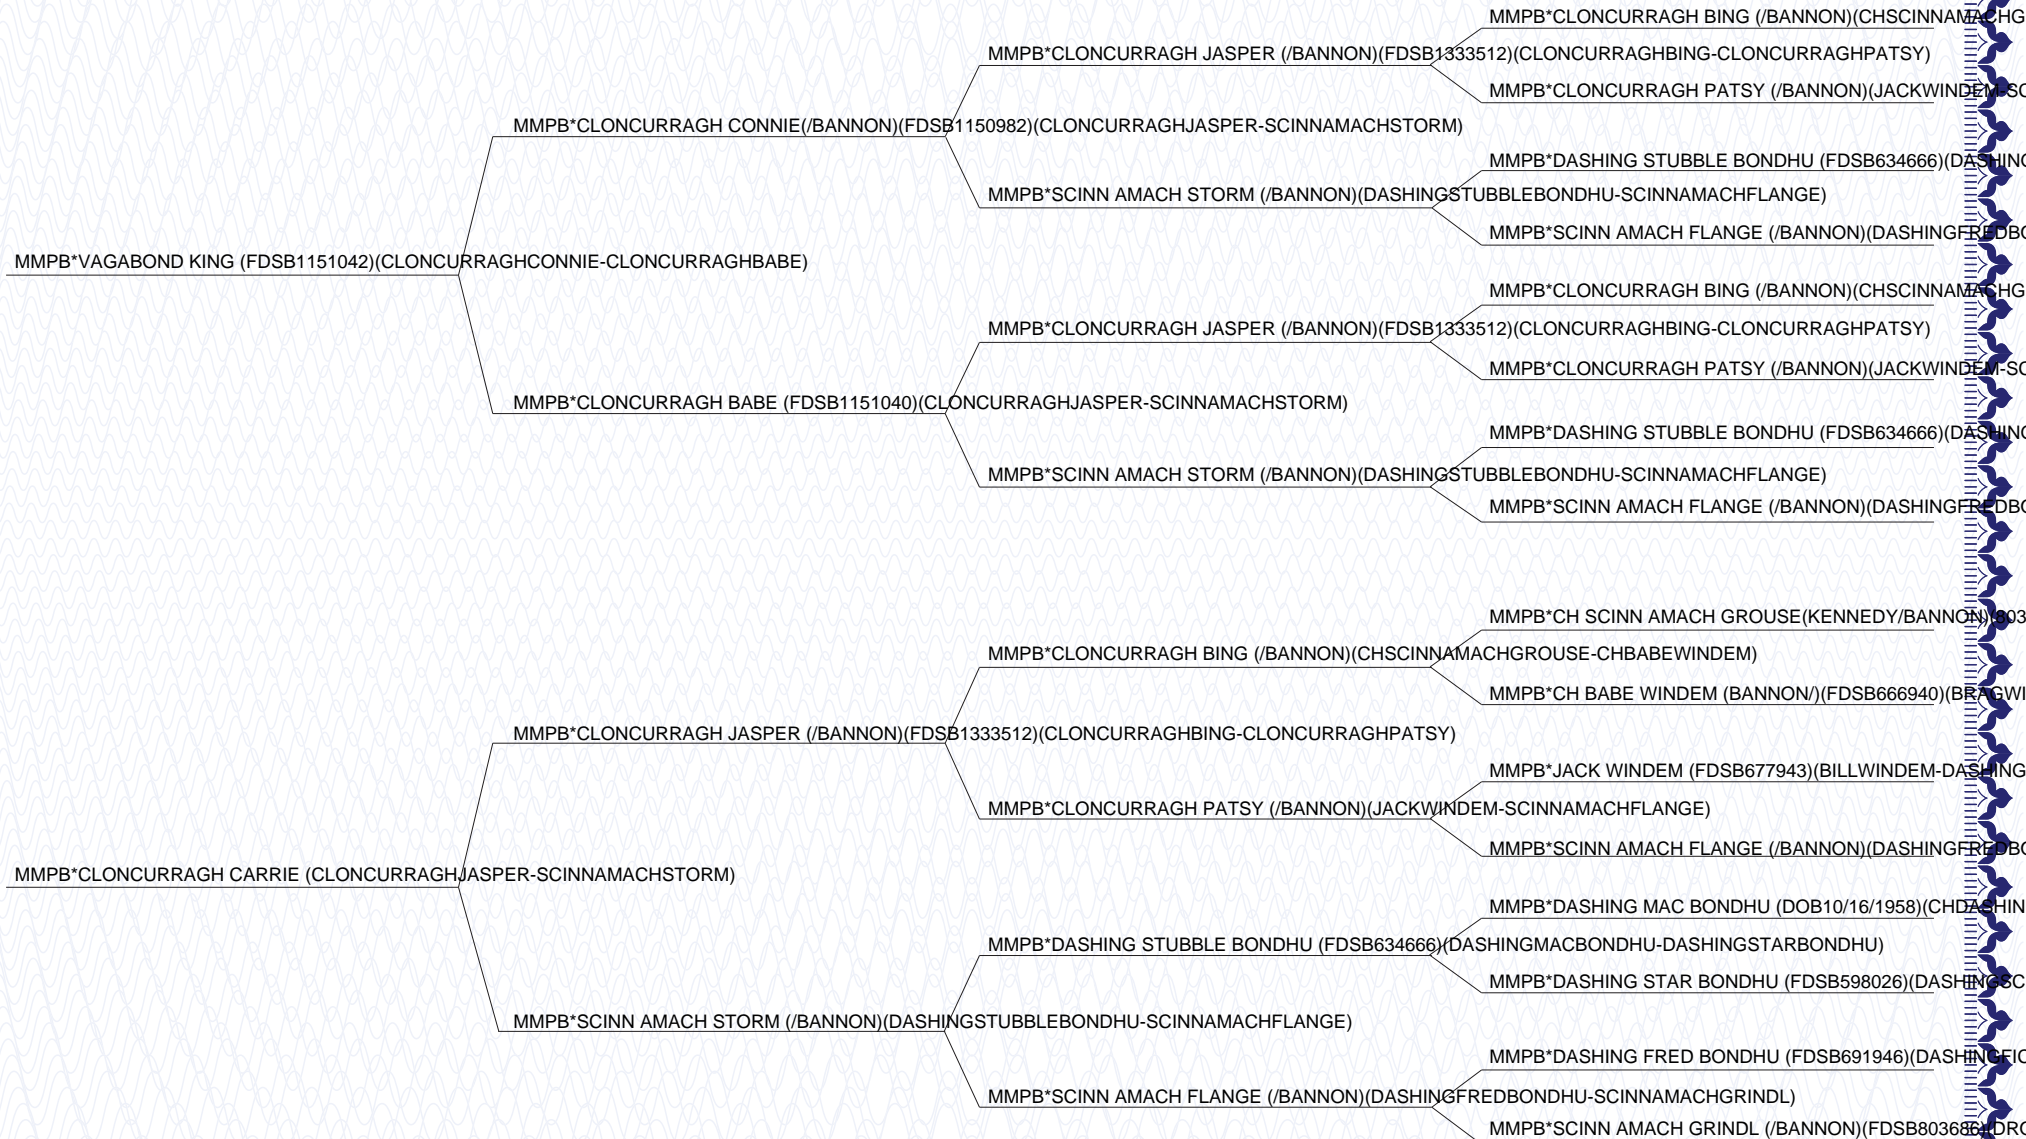 MMPB*CLONCURRAGH BING (/BANNON)(CHSCINNAMACHG
MMPB*CLONCURRAGH JASPER (/BANNON)(FDSB1333512)(CLONCURRAGHBING-CLONCURRAGHPATSY)
MMPB*CLONCURRAGH PATSY (/BANNON)(JACKWINDEM-SC
MMPB*CLONCURRAGH CONNIE(/BANNON)(FDSB1150982)(CLONCURRAGHJASPER-SCINNAMACHSTORM)
MMPB*DASHING STUBBLE BONDHU (FDSB634666)(DASHING
MMPB*SCINN AMACH STORM (/BANNON)(DASHINGSTUBBLEBONDHU-SCINNAMACHFLANGE)
MMPB*SCINN AMACH FLANGE (/BANNON)(DASHINGFREDBO
MMPB*VAGABOND KING (FDSB1151042)(CLONCURRAGHCONNIE-CLONCURRAGHBABE)
MMPB*CLONCURRAGH BING (/BANNON)(CHSCINNAMACHG
MMPB*CLONCURRAGH JASPER (/BANNON)(FDSB1333512)(CLONCURRAGHBING-CLONCURRAGHPATSY)
MMPB*CLONCURRAGH PATSY (/BANNON)(JACKWINDEM-SC
MMPB*CLONCURRAGH BABE (FDSB1151040)(CLONCURRAGHJASPER-SCINNAMACHSTORM)
MMPB*DASHING STUBBLE BONDHU (FDSB634666)(DASHING
MMPB*SCINN AMACH STORM (/BANNON)(DASHINGSTUBBLEBONDHU-SCINNAMACHFLANGE)
MMPB*SCINN AMACH FLANGE (/BANNON)(DASHINGFREDBO
MMPB*CH SCINN AMACH GROUSE(KENNEDY/BANNON)(803
MMPB*CLONCURRAGH BING (/BANNON)(CHSCINNAMACHGROUSE-CHBABEWINDEM)
MMPB*CH BABE WINDEM (BANNON/)(FDSB666940)(BRAGWI
MMPB*CLONCURRAGH JASPER (/BANNON)(FDSB1333512)(CLONCURRAGHBING-CLONCURRAGHPATSY)
MMPB*JACK WINDEM (FDSB677943)(BILLWINDEM-DASHING
MMPB*CLONCURRAGH PATSY (/BANNON)(JACKWINDEM-SCINNAMACHFLANGE)
MMPB*SCINN AMACH FLANGE (/BANNON)(DASHINGFREDBO
MMPB*CLONCURRAGH CARRIE (CLONCURRAGHJASPER-SCINNAMACHSTORM)
MMPB*DASHING MAC BONDHU (DOB10/16/1958)(CHDASHIN
MMPB*DASHING STUBBLE BONDHU (FDSB634666)(DASHINGMACBONDHU-DASHINGSTARBONDHU)
MMPB*DASHING STAR BONDHU (FDSB598026)(DASHINGSC
MMPB*SCINN AMACH STORM (/BANNON)(DASHINGSTUBBLEBONDHU-SCINNAMACHFLANGE)
MMPB*DASHING FRED BONDHU (FDSB691946)(DASHINGFIC
MMPB*SCINN AMACH FLANGE (/BANNON)(DASHINGFREDBONDHU-SCINNAMACHGRINDL)
MMPB*SCINN AMACH GRINDL (/BANNON)(FDSB803686)(DRO